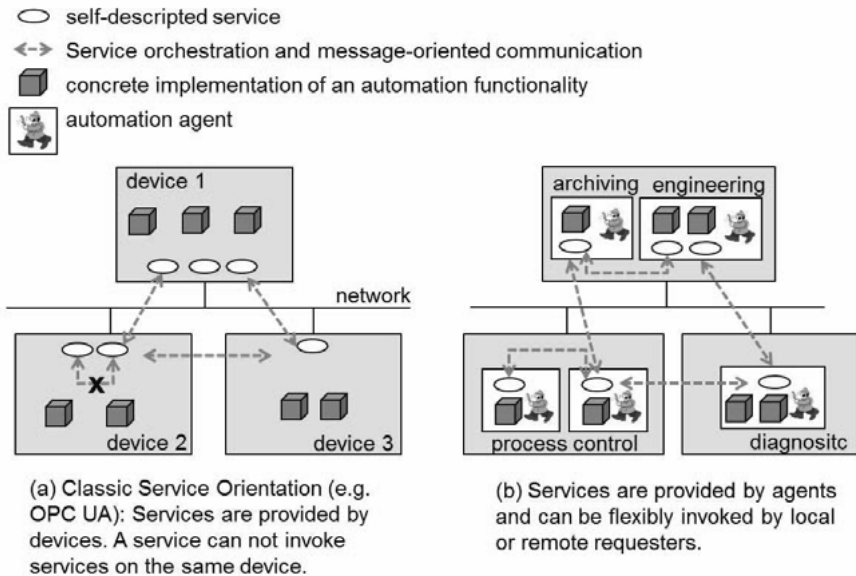 self-descripted service
Service orchestration and message-oriented communication
concrete implementation of an automation functionality
automation agent
device 1
network
device 2
device 3
X
(a) Classic Service Orientation (e.g.
OPC UA): Services are provided by
devices. A service can not invoke
services on the same device.
archiving
engineering
process control
diagnositc
(b) Services are provided by agents
and can be flexibly invoked by local
or remote requesters.